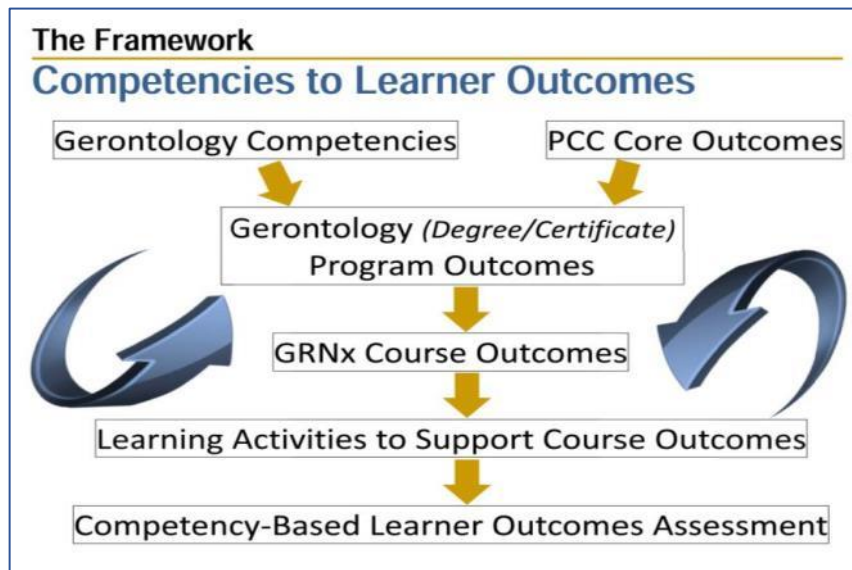 The Framework
Competencies to Learner Outcomes
Gerontology Competencies
PCC Core Outcomes
Gerontology (Degree/Certificate)
Program Outcomes
GRNx Course Outcomes
Learning Activities to Support Course Outcomes
Competency-Based Learner Outcomes Assessment